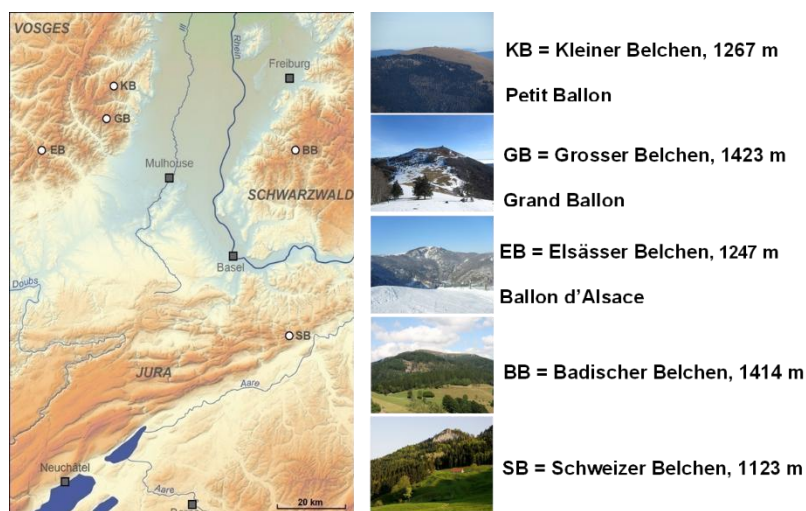 VOSGES
Ill
Rhein
Freiburg
KB
GB
EB
BB
Mulhouse
SCHWARZWALD
Basel
Doubs
SB
JURA
Aare
Neuchâtel
Aare
20 km
KB = Kleiner Belchen, 1267 m
Petit Ballon
GB = Grosser Belchen, 1423 m
Grand Ballon
EB = Elsässer Belchen, 1247 m
Ballon d'Alsace
BB = Badischer Belchen, 1414 m
SB = Schweizer Belchen, 1123 m